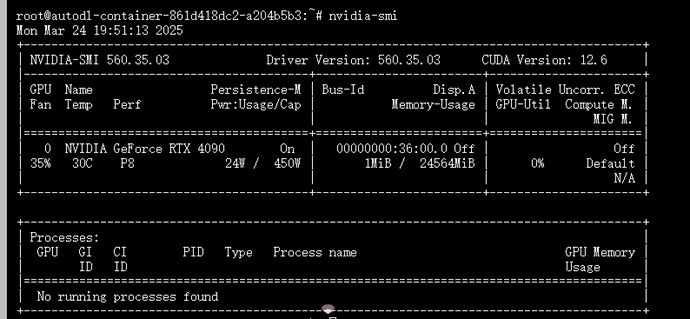 root@autodl-container-861d418dc2-a204b5b3:~# nvidia-smi
Mon Mar 24 19:51:13 2025
NVIDIA-SMI 560.35.03 Driver Version: 560.35.03 CUDA Version: 12.6
GPU Name Persistence-M | Bus-Id Disp.A | Volatile Uncorr. ECC
Fan Temp Perf Pwr:Usage/Cap | Memory-Usage | GPU-Util Compute M.
MIG M.
0 NVIDIA GeForce RTX 4090 On | 00000000:36:00.0 Off | Off
35% 30C P8 24W / 450W | 1MiB / 24564MiB | 0% Default
N/A
Processes:
GPU GI CI PID Type Process name GPU Memory
ID ID Usage
No running processes found